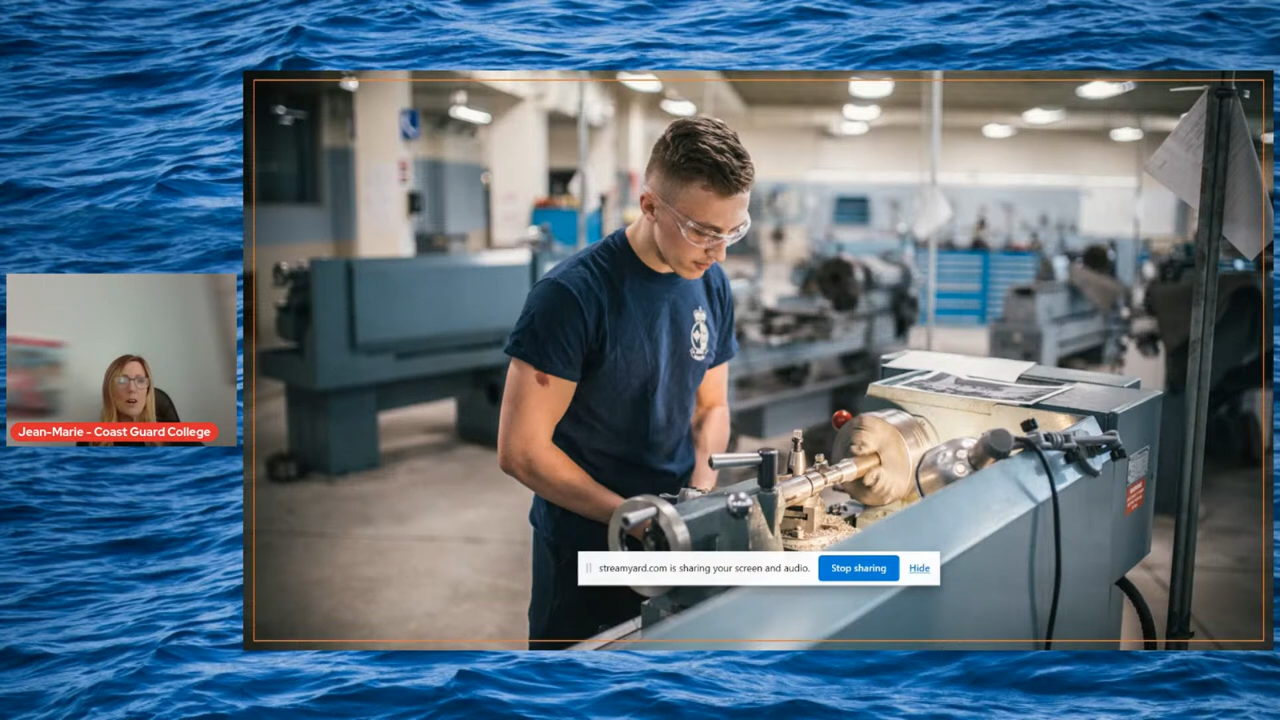 Jean-Marie - Coast Guard College
streamyard.com is sharing your screen and audio.
Stop sharing
Hide